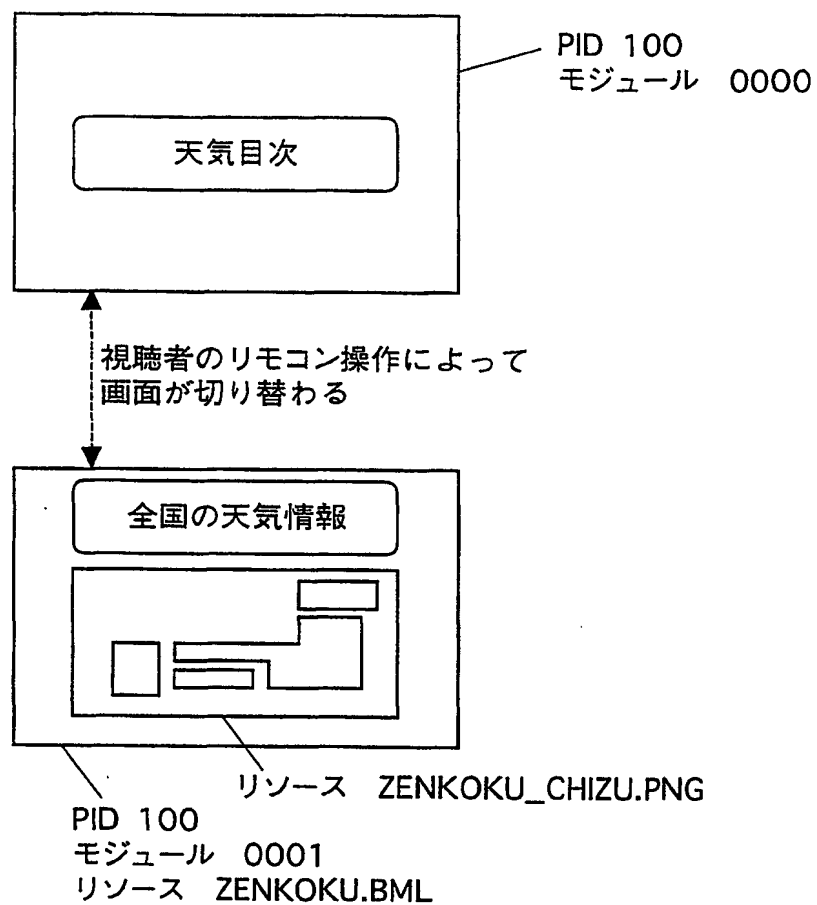 PID 100
モジュール 0000
天気目次
視聴者のリモコン操作によって
画面が切り替わる
全国の天気情報
リソース ZENKOKU_CHIZU.PNG
PID 100
モジュール 0001
リソース ZENKOKU.BML